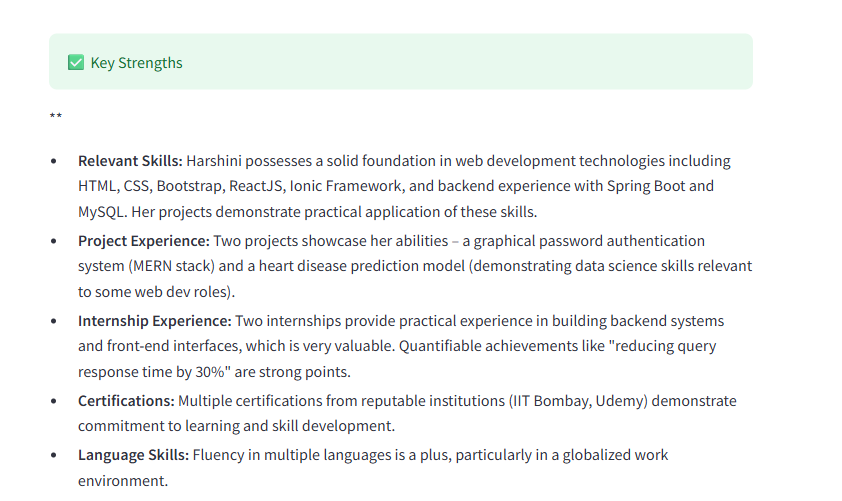 ✅ Key Strengths
**
• Relevant Skills: Harshini possesses a solid foundation in web development technologies including
HTML, CSS, Bootstrap, ReactJS, Ionic Framework, and backend experience with Spring Boot and
MySQL. Her projects demonstrate practical application of these skills.
• Project Experience: Two projects showcase her abilities – a graphical password authentication
system (MERN stack) and a heart disease prediction model (demonstrating data science skills relevant
to some web dev roles).
• Internship Experience: Two internships provide practical experience in building backend systems
and front-end interfaces, which is very valuable. Quantifiable achievements like "reducing query
response time by 30%" are strong points.
• Certifications: Multiple certifications from reputable institutions (IIT Bombay, Udemy) demonstrate
commitment to learning and skill development.
• Language Skills: Fluency in multiple languages is a plus, particularly in a globalized work
environment.